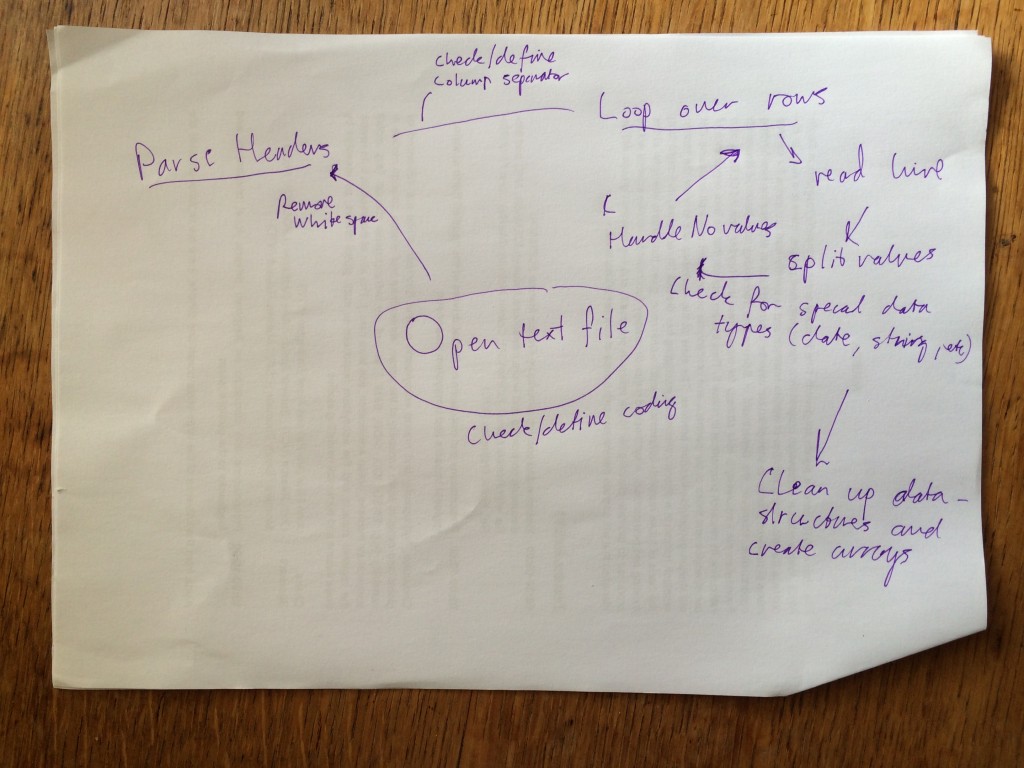 check/define
column separator
Loop over rows
Parse Headers
read line
Remove
white space
Handle No values
split values
Check for specal data
types (date, string, etc)
Open text file
Check/define coding
Clean up data-
structures and
create arrays